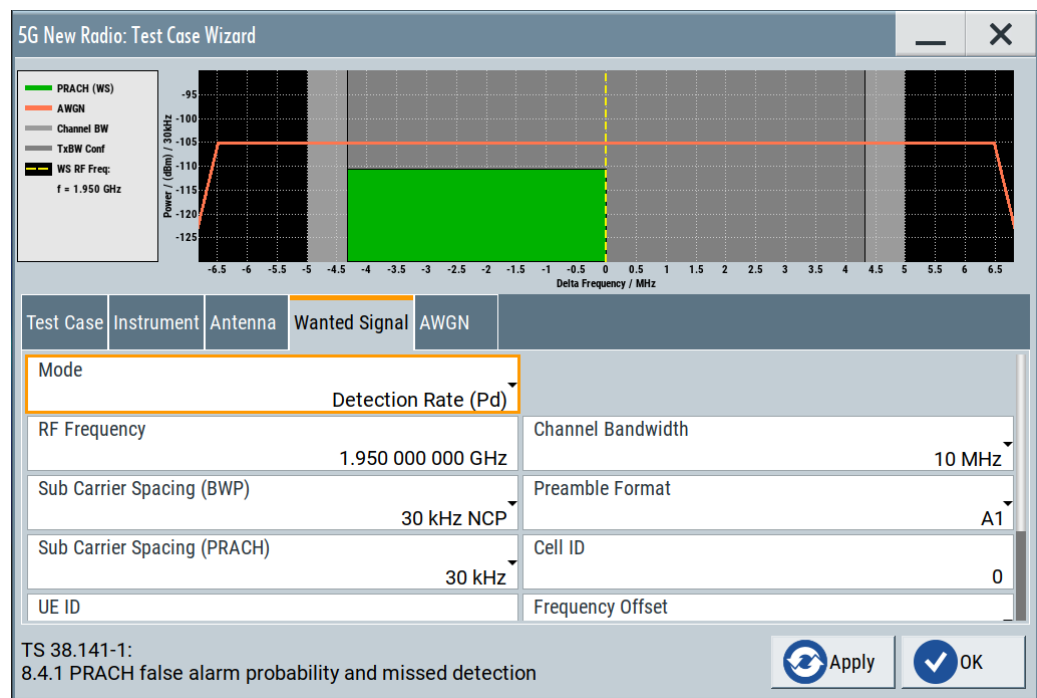 5G New Radio: Test Case Wizard
PRACH (WS)
AWGN
Channel BW
TxBW Conf
WS RF Freq:
f = 1.950 GHz
Power / (dBm) / 30kHz
-95
-100
-105
-110
-115
-120
-125
-6.5 -6 -5.5 -5 -4.5 -4 -3.5 -3 -2.5 -2 -1.5 -1 -0.5 0 0.5 1 1.5 2 2.5 3 3.5 4 4.5 5 5.5 6 6.5
Delta Frequency / MHz
Test Case Instrument Antenna Wanted Signal AWGN
Mode
Detection Rate (Pd)
RF Frequency Channel Bandwidth
1.950 000 000 GHz 10 MHz
Sub Carrier Spacing (BWP) Preamble Format
30 kHz NCP A1
Sub Carrier Spacing (PRACH) Cell ID
30 kHz 0
UE ID Frequency Offset
TS 38.141-1:
8.4.1 PRACH false alarm probability and missed detection
Apply OK